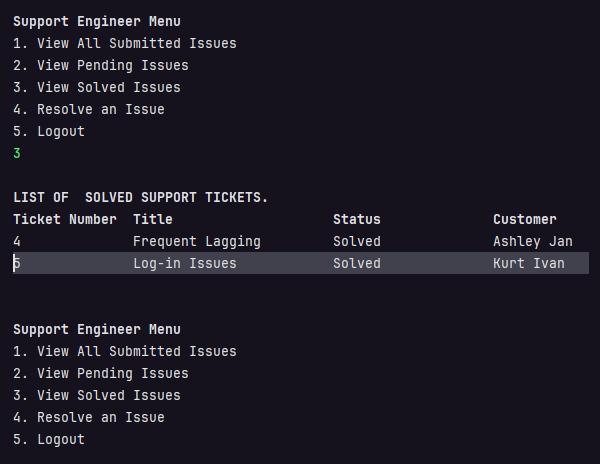 Support Engineer Menu
1. View All Submitted Issues
2. View Pending Issues
3. View Solved Issues
4. Resolve an Issue
5. Logout
3
LIST OF  SOLVED SUPPORT TICKETS.
Ticket Number  Title                    Status              Customer
4              Frequent Lagging         Solved              Ashley Jan
5              Log-in Issues            Solved              Kurt Ivan
Support Engineer Menu
1. View All Submitted Issues
2. View Pending Issues
3. View Solved Issues
4. Resolve an Issue
5. Logout